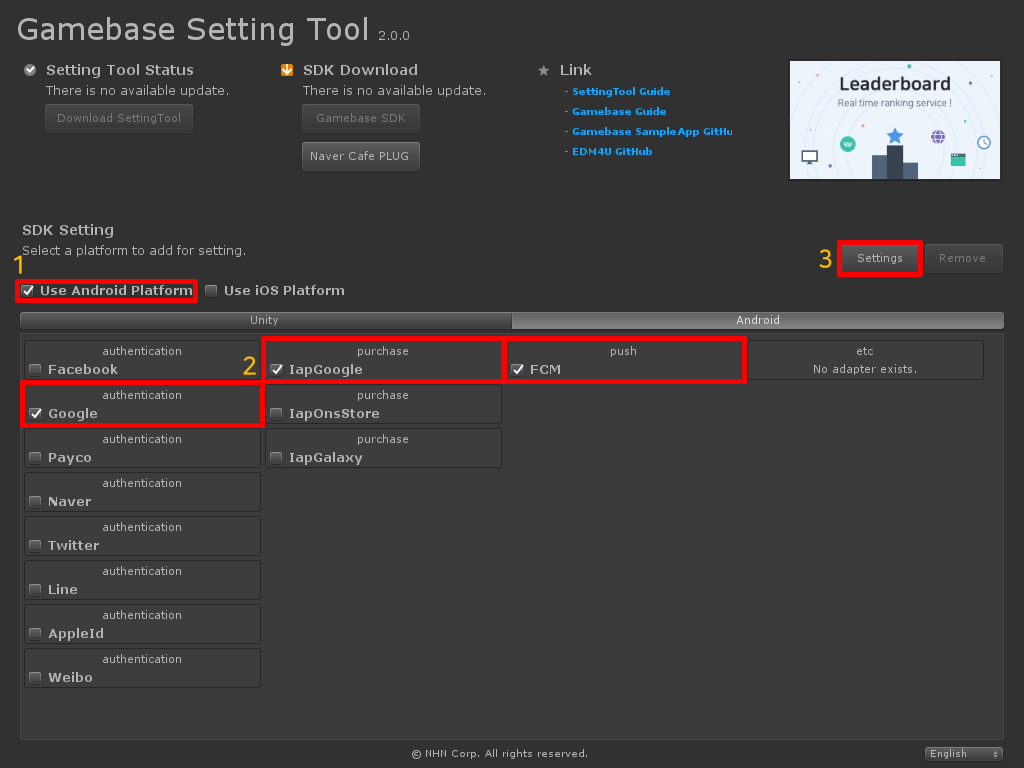 Gamebase Setting Tool 2.0.0
Setting Tool Status
There is no available update.
Download SettingTool
SDK Download
There is no available update.
Gamebase SDK
Naver Cafe PLUG
Link
- SettingTool Guide
- Gamebase Guide
- Gamebase SampleApp GitHu
- EDM4U GitHub
Leaderboard
Real time ranking service !
W
SDK Setting
Select a platform to add for setting.
1
3
Settings
Remove
Use Android Platform
Use iOS Platform
Unity
Android
authentication
Facebook
2
purchase
IapGoogle
push
FCM
etc
No adapter exists.
authentication
Google
purchase
IapOnsStore
authentication
Payco
purchase
IapGalaxy
authentication
Naver
authentication
Twitter
authentication
Line
authentication
AppleId
authentication
Weibo
© NHN Corp. All rights reserved.
English